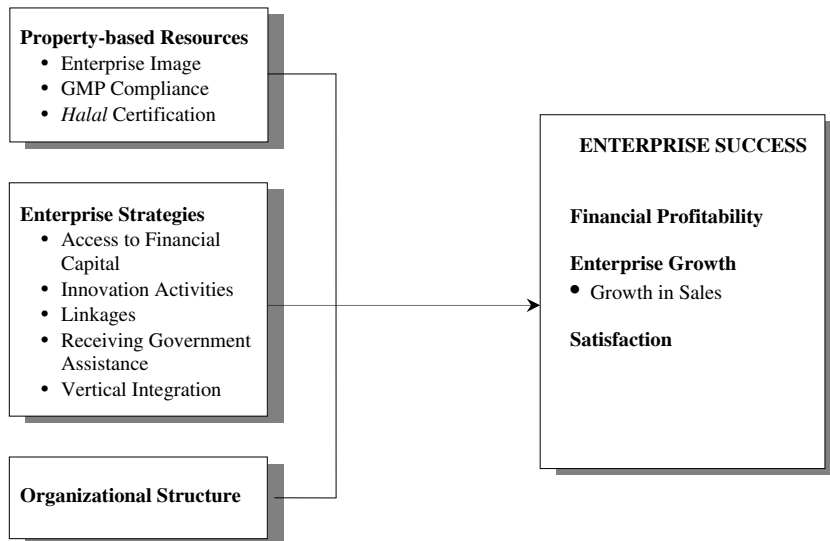 Property-based Resources
• Enterprise Image
• GMP Compliance
• Halal Certification
Enterprise Strategies
• Access to Financial
Capital
• Innovation Activities
• Linkages
• Receiving Government
Assistance
• Vertical Integration
Organizational Structure
ENTERPRISE SUCCESS
Financial Profitability
Enterprise Growth
• Growth in Sales
Satisfaction